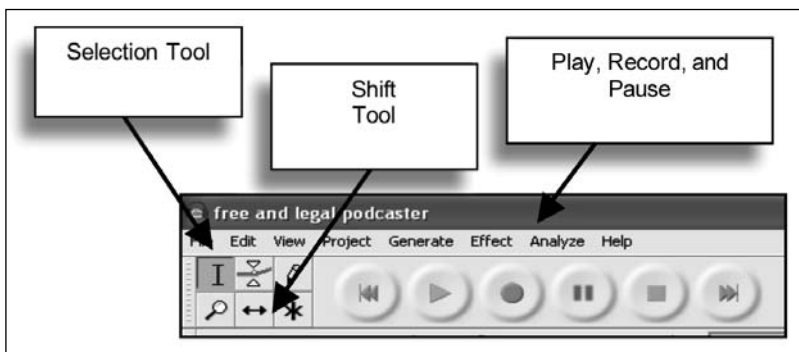 Selection Tool
Shift
Tool
Play, Record, and
Pause
free and legal podcaster
Edit View Project Generate Effect Analyze Help